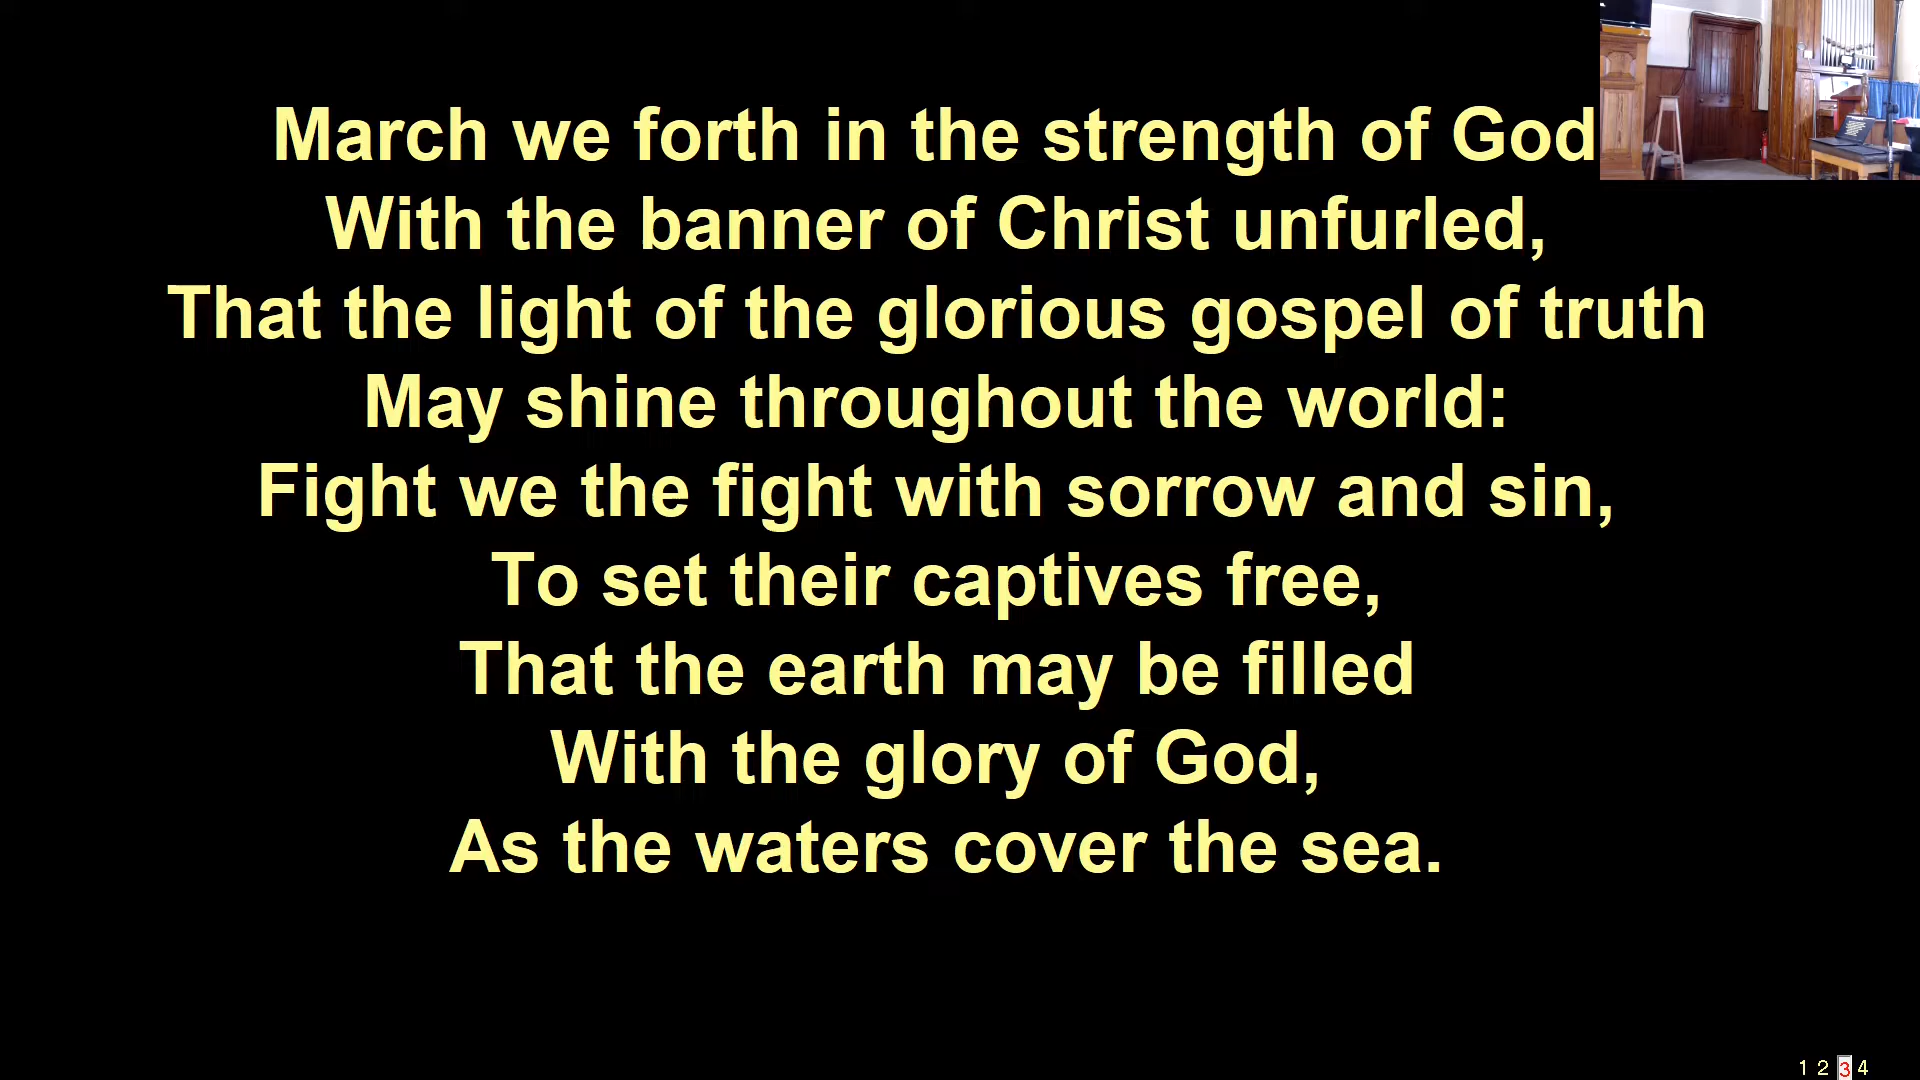 March we forth in the strength of God
With the banner of Christ unfurled,
That the light of the glorious gospel of truth
May shine throughout the world:
Fight we the fight with sorrow and sin,
To set their captives free,
That the earth may be filled
With the glory of God,
As the waters cover the sea.
1 2 3 4